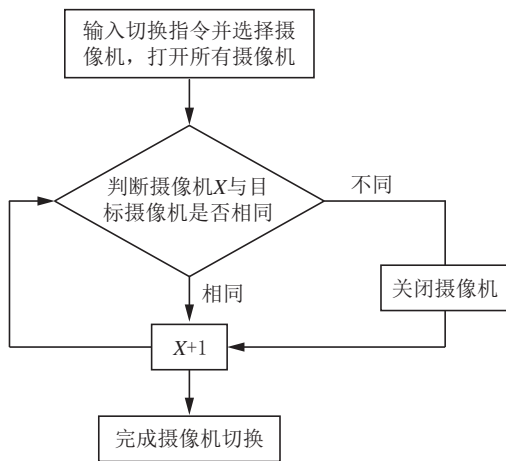 输入切换指令并选择摄
像机，打开所有摄像机
判断摄像机X与目
标摄像机是否相同
不同
相同
关闭摄像机
X+1
完成摄像机切换